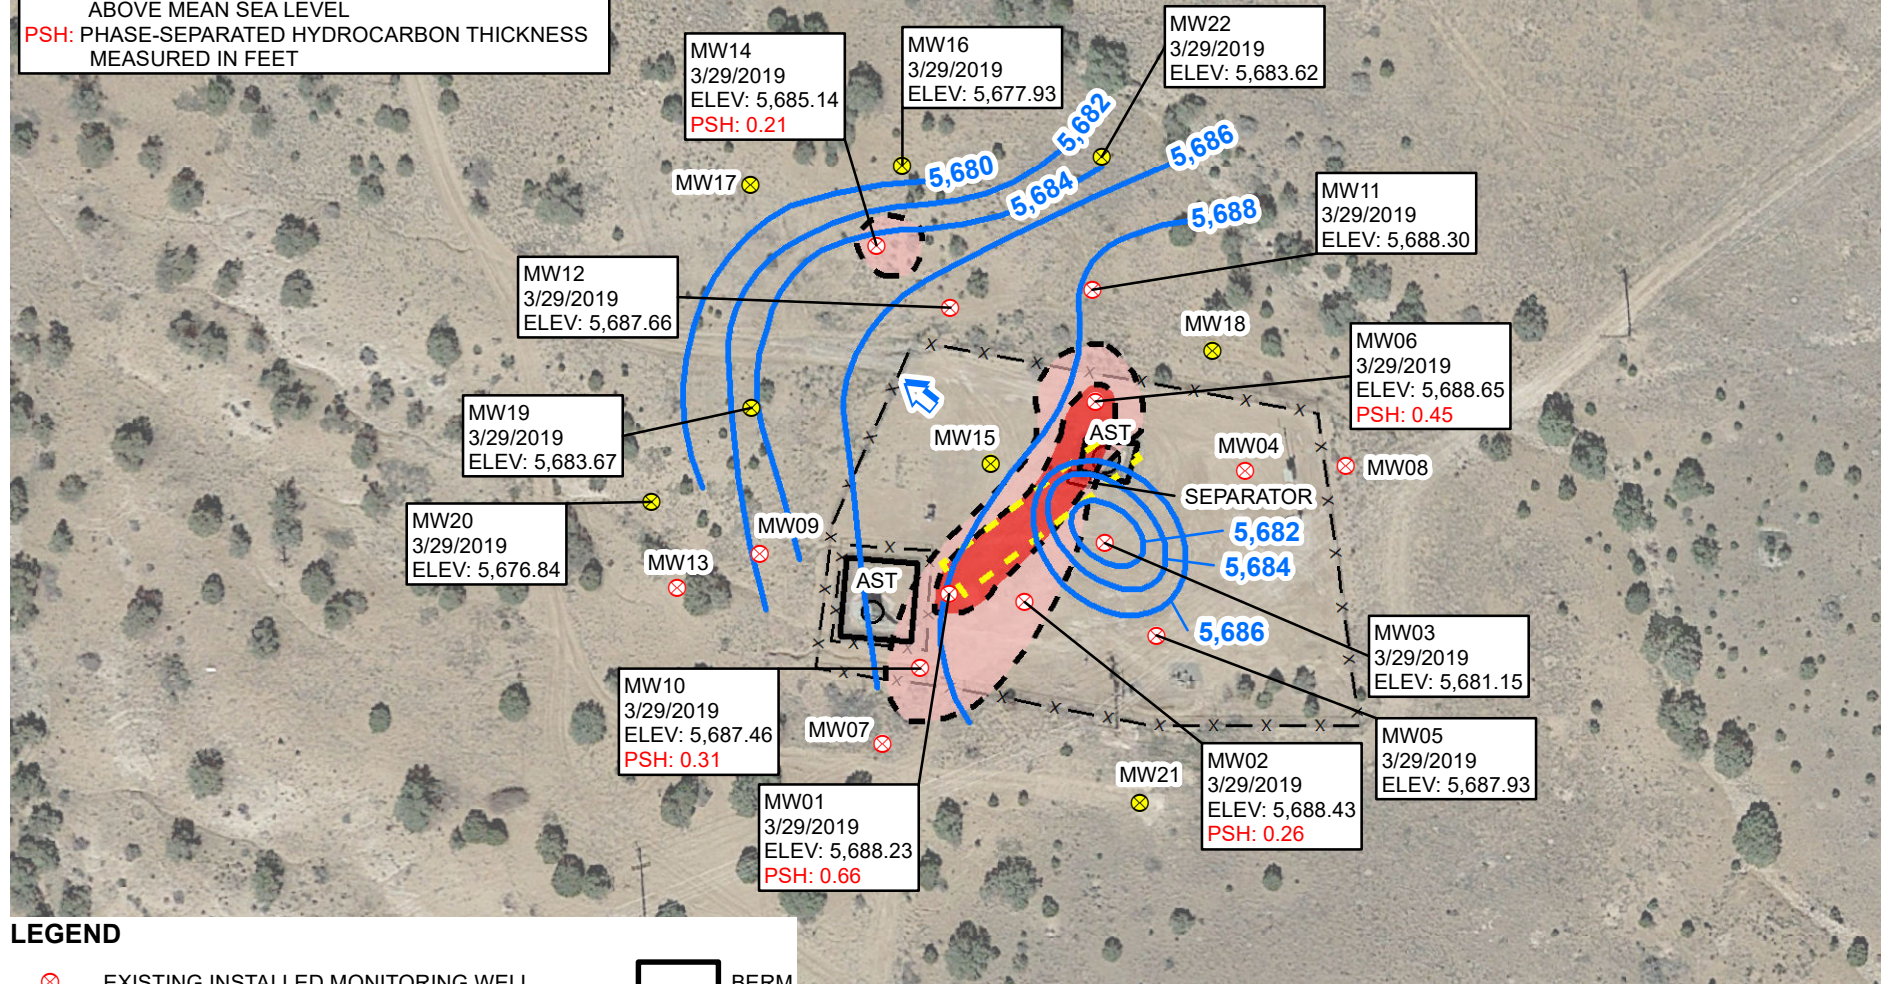 ABOVE MEAN SEA LEVEL
PSH: PHASE-SEPARATED HYDROCARBON THICKNESS
MEASURED IN FEET
MW14
3/29/2019
ELEV: 5,685.14
PSH: 0.21
MW16
3/29/2019
ELEV: 5,677.93
MW22
3/29/2019
ELEV: 5,683.62
5,682
5,686
5,680
5,684
5,688
MW17
MW11
3/29/2019
ELEV: 5,688.30
MW12
3/29/2019
ELEV: 5,687.66
MW18
MW06
3/29/2019
ELEV: 5,688.65
PSH: 0.45
MW19
3/29/2019
ELEV: 5,683.67
MW15
AST
MW04
MW08
SEPARATOR
MW20
3/29/2019
ELEV: 5,676.84
MW09
MW13
AST
5,682
5,684
5,686
MW03
3/29/2019
ELEV: 5,681.15
MW10
3/29/2019
ELEV: 5,687.46
PSH: 0.31
MW07
MW05
3/29/2019
ELEV: 5,687.93
MW02
3/29/2019
ELEV: 5,688.43
PSH: 0.26
MW21
MW01
3/29/2019
ELEV: 5,688.23
PSH: 0.66
LEGEND
EXISTING INSTALLED MONITORING WELL
BERM